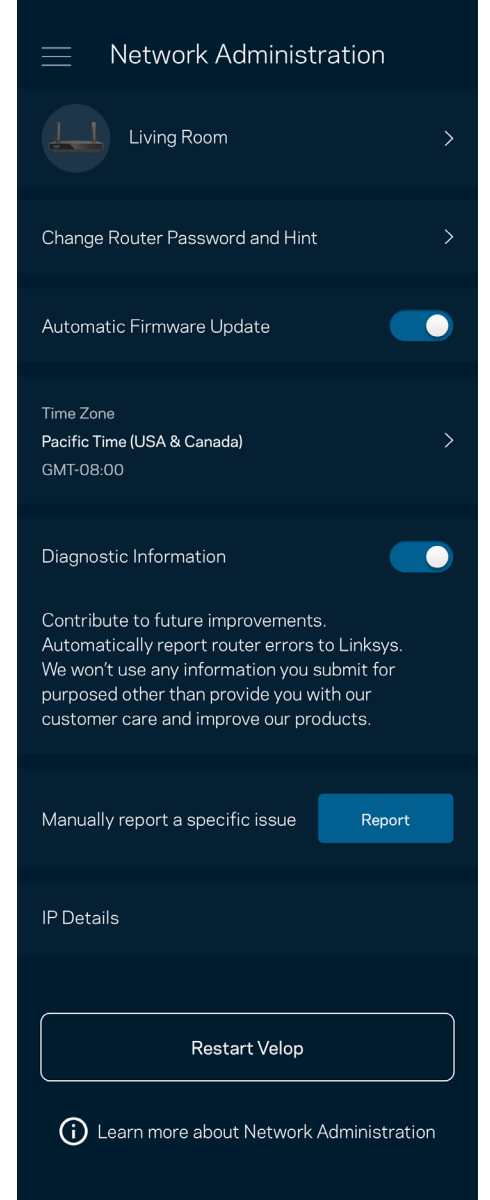 Network Administration
Living Room
Change Router Password and Hint
Automatic Firmware Update
Time Zone
Pacific Time (USA & Canada)
GMT-08:00
Diagnostic Information
Contribute to future improvements.
Automatically report router errors to Linksys.
We won't use any information you submit for
purposed other than provide you with our
customer care and improve our products.
Manually report a specific issue
Report
IP Details
Restart Velop
Learn more about Network Administration